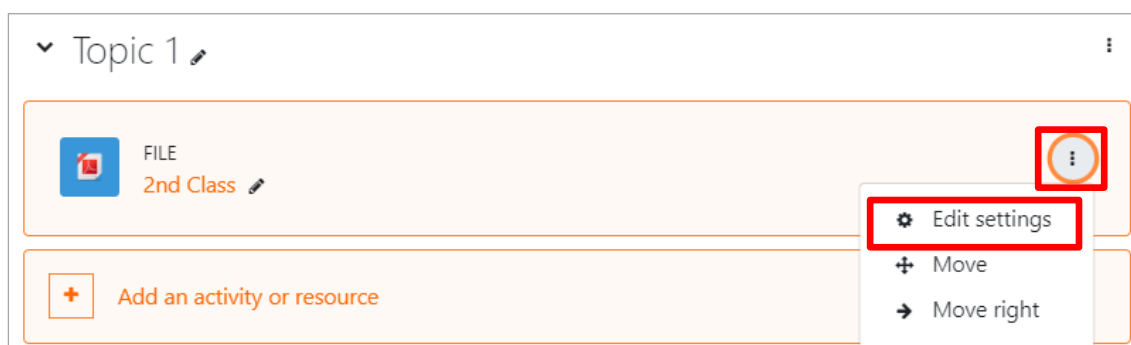 Topic 1
FILE
2nd Class
Edit settings
Move
Add an activity or resource
Move right